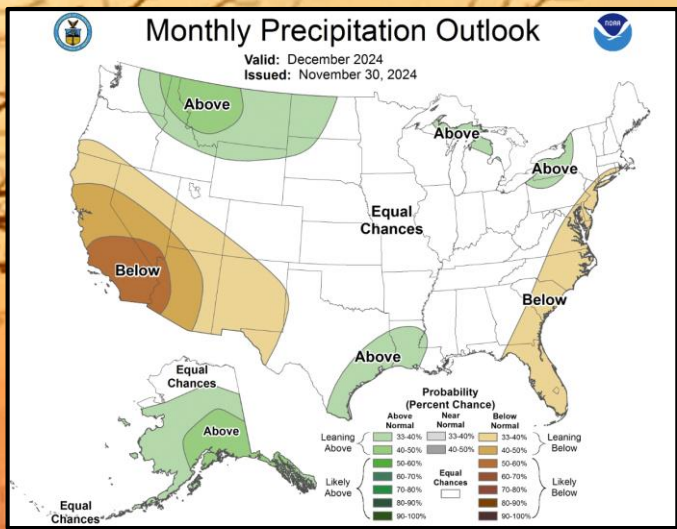 Monthly Precipitation Outlook
Valid: December 2024
Issued: November 30, 2024
NOAA
Above
Above
Above
Equal
Chances
Below
Below
Above
Equal
Chances
Above
Equal
Chances
Probability
(Percent Chance)
Above
Normal
Near
Normal
Below
Normal
Leaning
Above
33-40%
33-40%
33-40%
Leaning
Below
40-50%
40-50%
40-50%
Likely
Above
50-60%
50-60%
Likely
Below
60-70%
Equal
Chances
60-70%
70-80%
70-80%
80-90%
80-90%
90-100%
90-100%